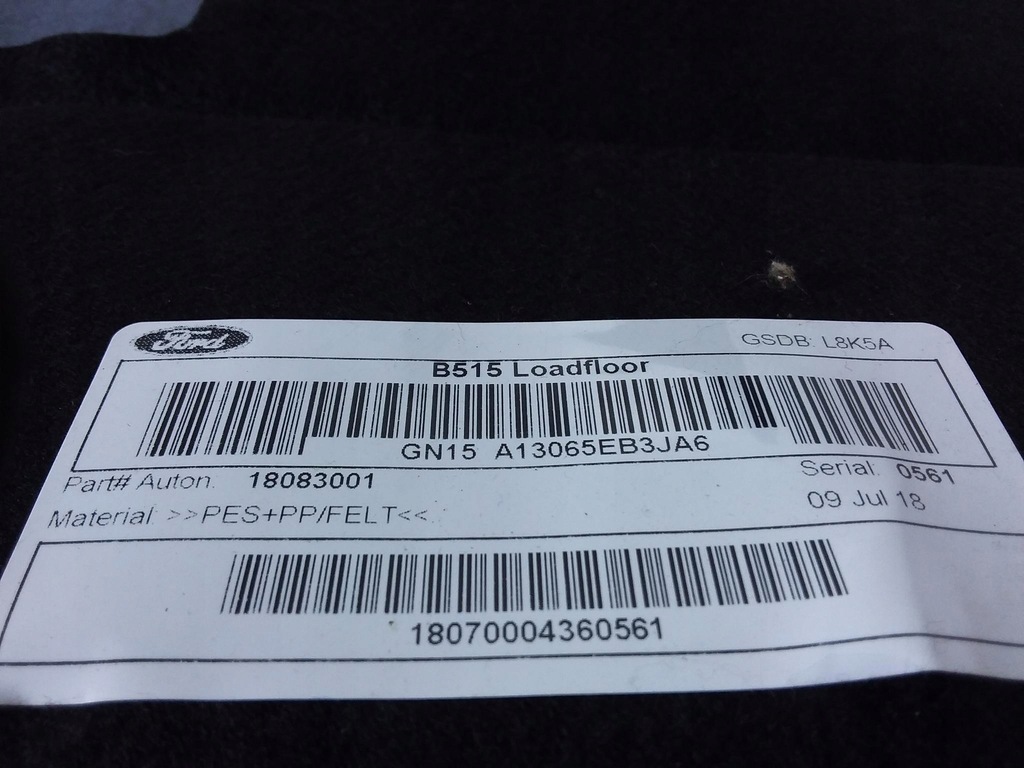 Ford
GSDB: L8K5A
B515 Loadfloor
GN15 A13065EB3JA6
Part# Auton: 18083001
Serial: 0561
Material: >>PES+PP/FELT<<
09 Jul 18
18070004360561